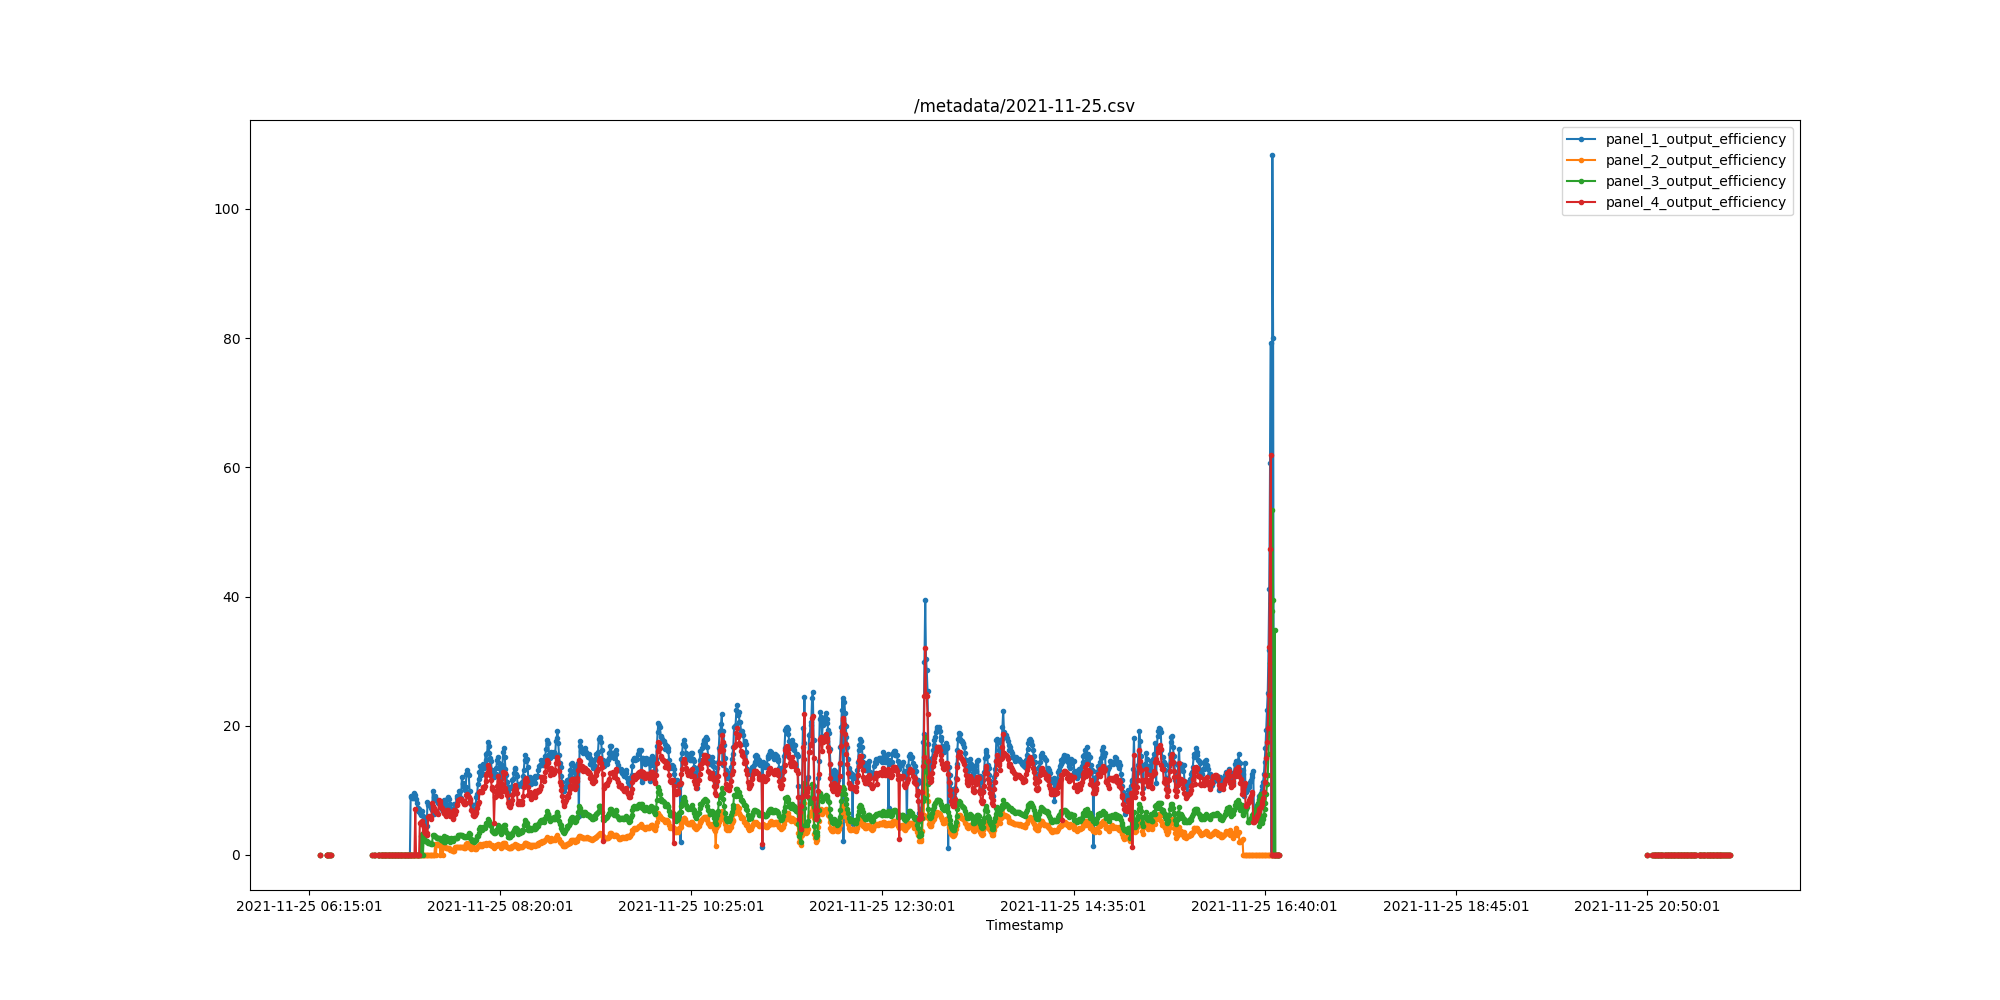 /metadata/2021-11-25.csv
panel_1_output_efficiency
panel_2_output_efficiency
panel_3_output_efficiency
panel_4_output_efficiency
100
80
60
40
20
0
2021-11-25 06:15:01 2021-11-25 08:20:01 2021-11-25 10:25:01 2021-11-25 12:30:01 2021-11-25 14:35:01 2021-11-25 16:40:01 2021-11-25 18:45:01 2021-11-25 20:50:01
Timestamp